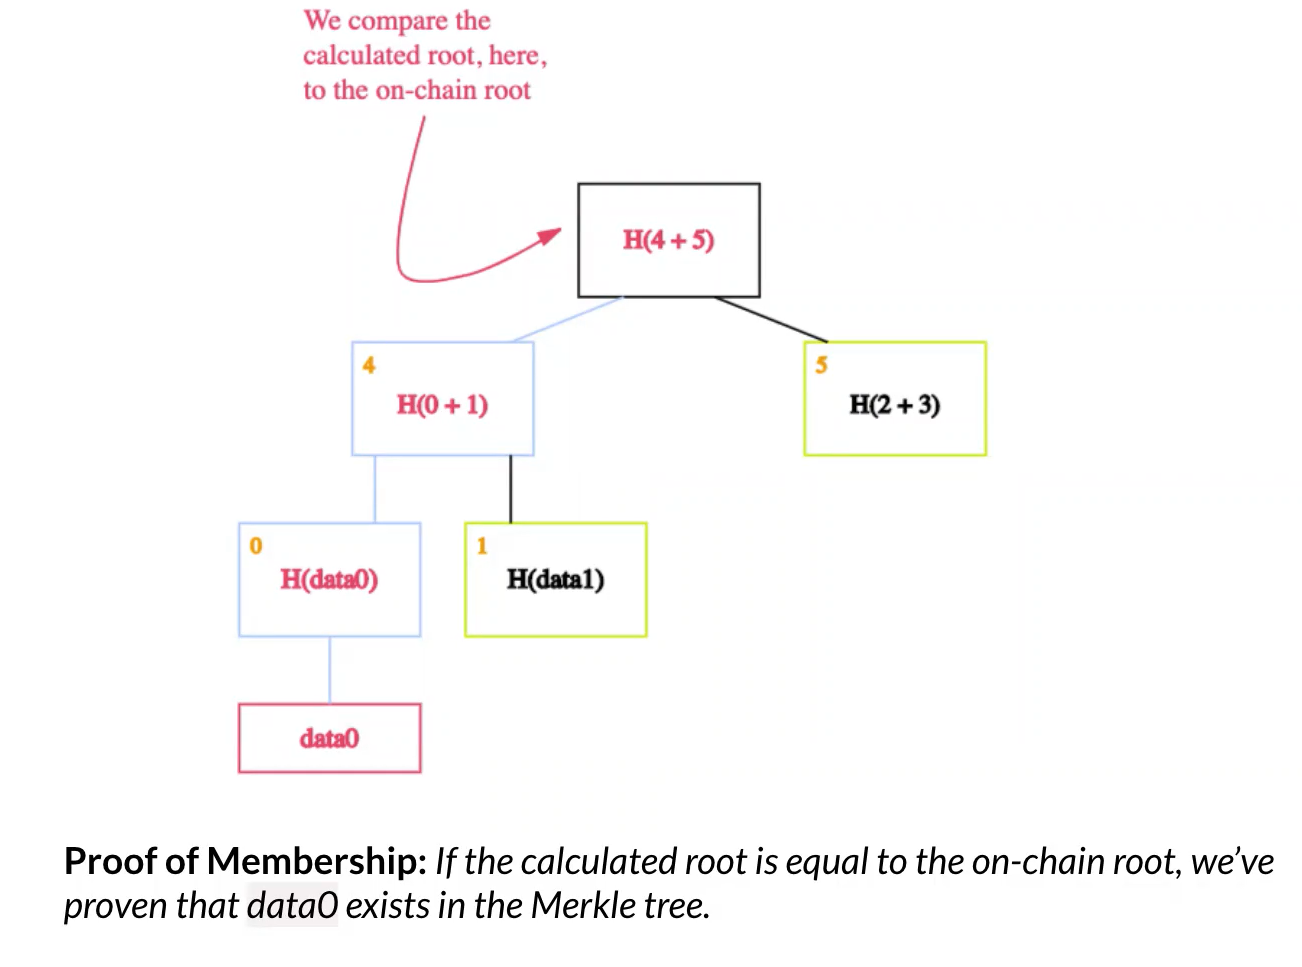 We compare the
calculated root, here,
to the on-chain root
H(4 + 5)
4
H(0 + 1)
5
H(2 + 3)
0
H(data0)
1
H(data1)
data0
Proof of Membership: If the calculated root is equal to the on-chain root, we’ve
proven that data0 exists in the Merkle tree.